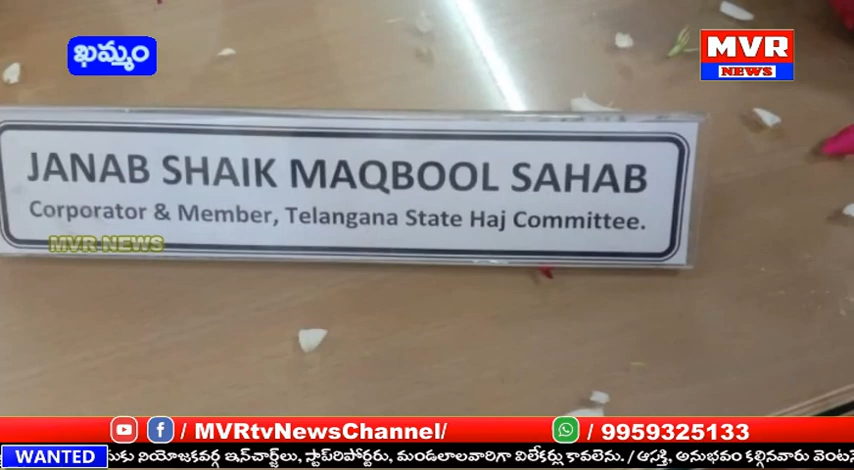 ఖమ్మం
MVR
NEWS
JANAB SHAIK MAQBOOL SAHAB
Corporator & Member, Telangana State Haj Committee.
MVR NEWS
/ MVRtvNewsChannel/
/ 9959325133
WANTED
నియోజకవర్గ ఇన్‌చార్జ్‌లు, స్టాఫ్‌రిపోర్టరు, మండలాలవారిగా విలేకర్లు కావలెను. / ఆసక్తి, అనుభవం కల్గినవారు వెంటనే